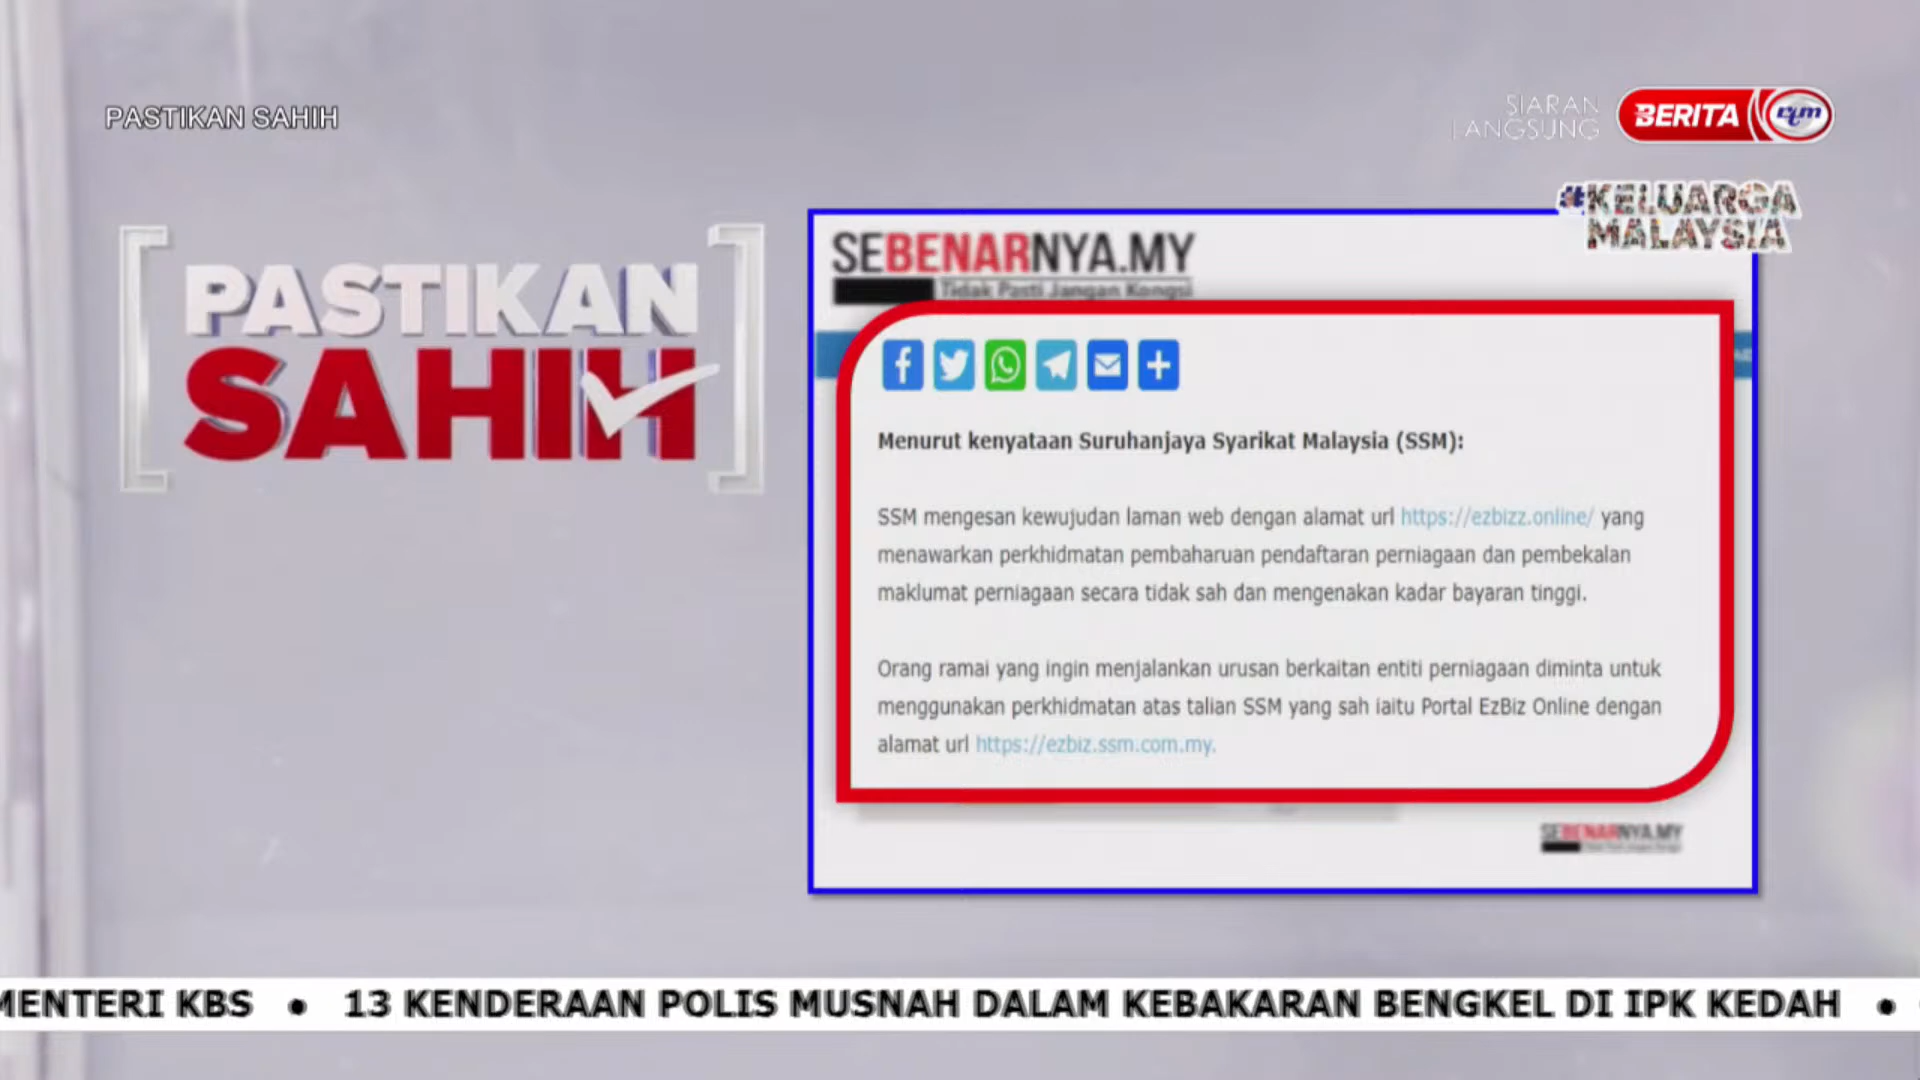 PASTIKAN SAHIH
SIARAN
LANGSUNG
BERITA rtm
#KELUARGA
MALAYSIA
PASTIKAN
SAHIH
SEBENARNYA.MY
Tidak Pasti Jangan Kongsi
Menurut kenyataan Suruhanjaya Syarikat Malaysia (SSM):
SSM mengesan kewujudan laman web dengan alamat url https://ezbizz.online/ yang
menawarkan perkhidmatan pembaharuan pendaftaran perniagaan dan pembekalan
maklumat perniagaan secara tidak sah dan mengenakan kadar bayaran tinggi.
Orang ramai yang ingin menjalankan urusan berkaitan entiti perniagaan diminta untuk
menggunakan perkhidmatan atas talian SSM yang sah iaitu Portal EzBiz Online dengan
alamat url https://ezbiz.ssm.com.my.
SEBENARNYA.MY
MENTERI KBS • 13 KENDERAAN POLIS MUSNAH DALAM KEBAKARAN BENGKEL DI IPK KEDAH •